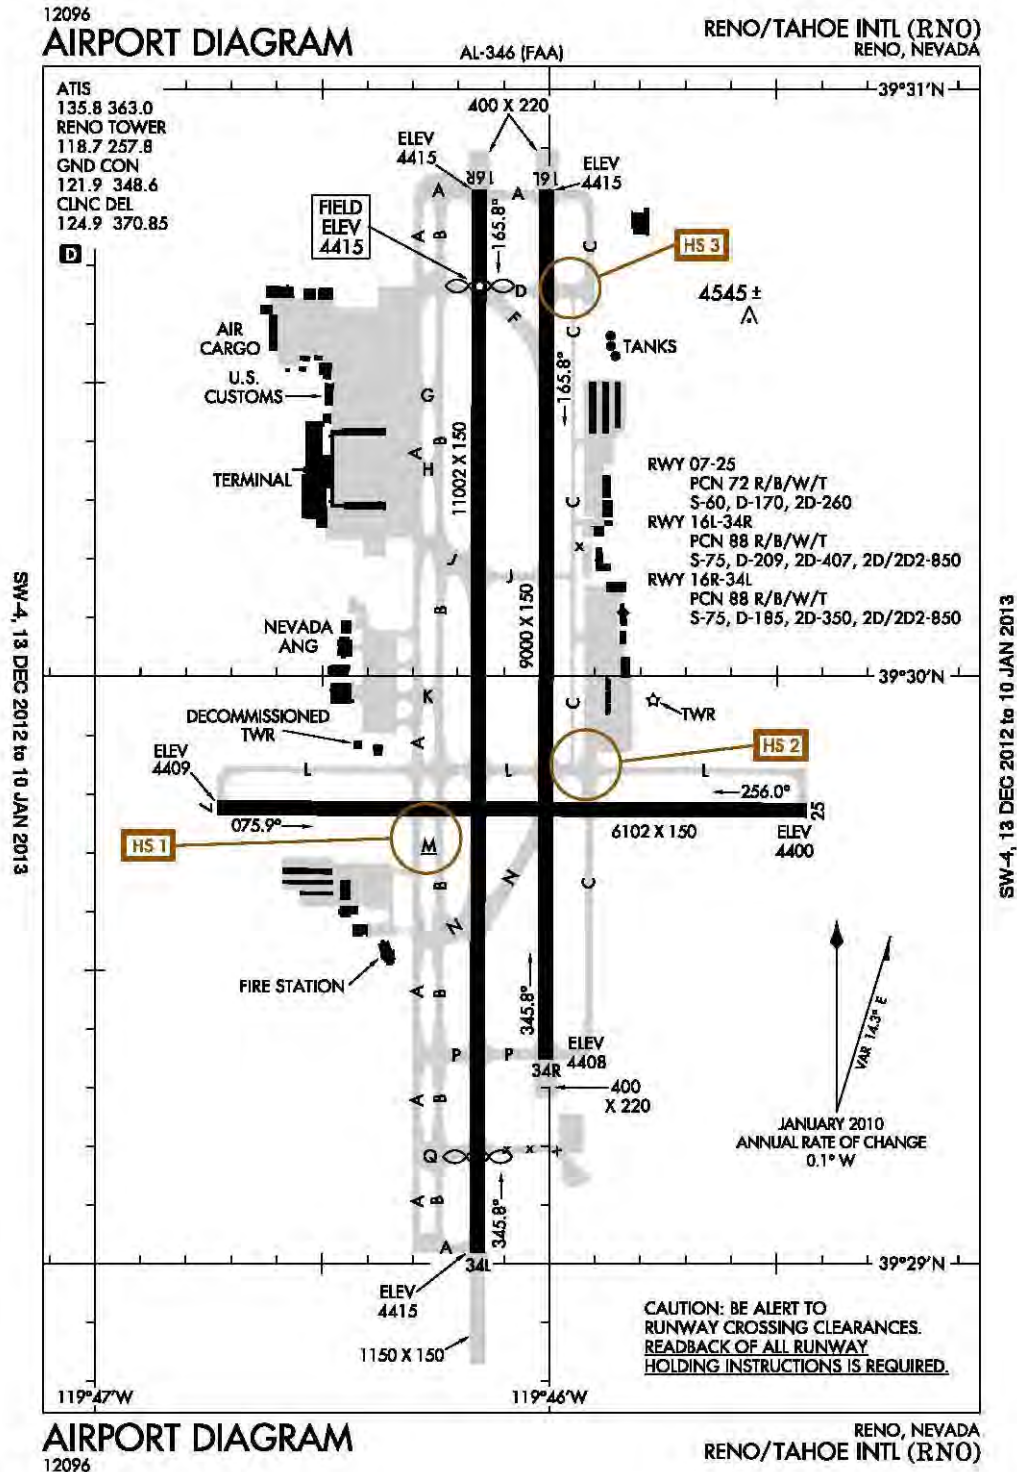 12096
AIRPORT DIAGRAM
AL-346 (FAA)
RENO/TAHOE INTL (RNO)
RENO, NEVADA
ATIS
135.8 363.0
RENO TOWER
118.7 257.8
GND CON
121.9 348.6
CLNC DEL
124.9 370.85
D
39°31'N
400 X 220
ELEV
4415
16R
16L
ELEV
4415
A
A
FIELD
ELEV
4415
A
B
165.8°
C
HS 3
D
F
4545 ±
C
AIR
CARGO
TANKS
U.S.
CUSTOMS
165.8°
G
B
A
H
11002 X 150
TERMINAL
C
X
RWY 07-25
PCN 72 R/B/W/T
S-60, D-170, 2D-260
RWY 16L-34R
PCN 88 R/B/W/T
S-75, D-209, 2D-407, 2D/2D2-850
RWY 16R-34L
PCN 88 R/B/W/T
S-75, D-185, 2D-350, 2D/2D2-850
J
J
9000 X 150
B
NEVADA
ANG
39°30'N
K
C
TWR
DECOMMISSIONED
TWR
A
HS 2
ELEV
4409
L
L
L
256.0°
7
25
075.9°
6102 X 150
ELEV
4400
HS 1
M
B
N
C
N
FIRE STATION
A
B
345.8°
VAR 14.3° E
P
P
ELEV
4408
34R
400
X 220
A
B
JANUARY 2010
ANNUAL RATE OF CHANGE
0.1° W
Q
X
X
X
A
B
345.8°
A
34L
39°29'N
ELEV
4415
1150 X 150
CAUTION: BE ALERT TO
RUNWAY CROSSING CLEARANCES.
READBACK OF ALL RUNWAY
HOLDING INSTRUCTIONS IS REQUIRED.
119°47'W
119°46'W
SW-4, 13 DEC 2012 to 10 JAN 2013
SW-4, 13 DEC 2012 to 10 JAN 2013
AIRPORT DIAGRAM
12096
RENO, NEVADA
RENO/TAHOE INTL (RNO)